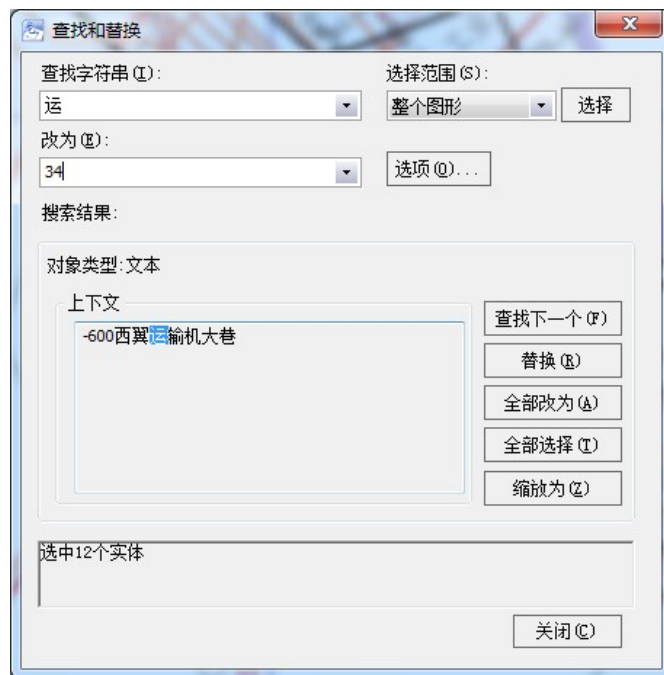 查找和替换
查找字符串(I):
选择范围(S):
运
整个图形
选择
改为(E):
34
选项(O)...
搜索结果:
对象类型:文本
上下文
-600西翼运输机大巷
查找下一个(F)
替换(R)
全部改为(A)
全部选择(T)
缩放为(Z)
选中12个实体
关闭(C)